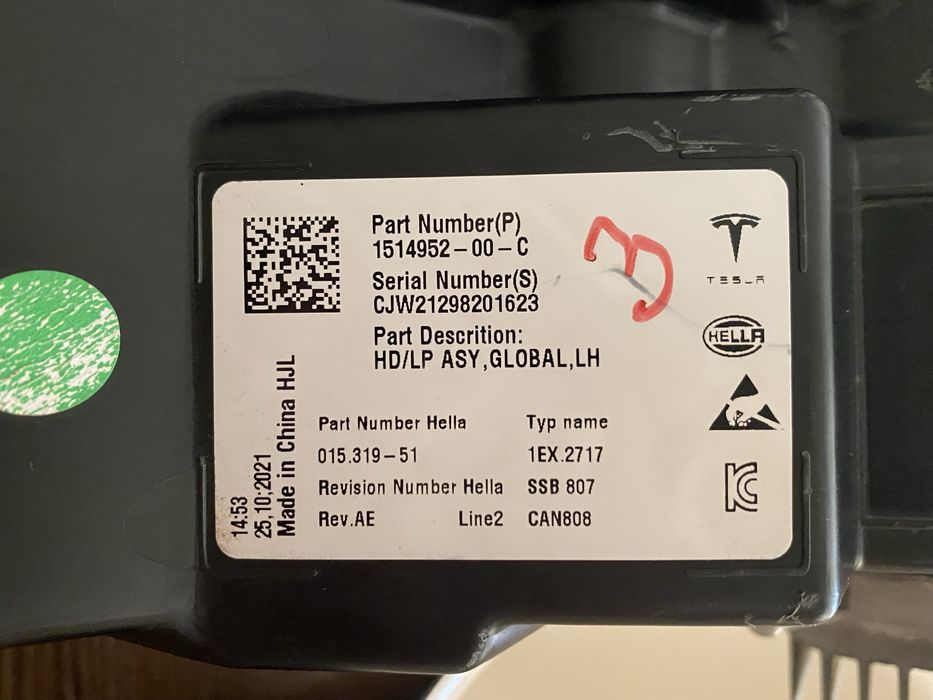 Part Number(P)
1514952-00-C
Serial Number(S)
CJW21298201623
Part Descrition:
HD/LP ASY,GLOBAL,LH
TESLA
HELLA
Part Number Hella Typ name
015.319-51 1EX.2717
Revision Number Hella SSB 807
Rev.AE Line2 CAN808
14:53
25,10;2021
Made in China HJL